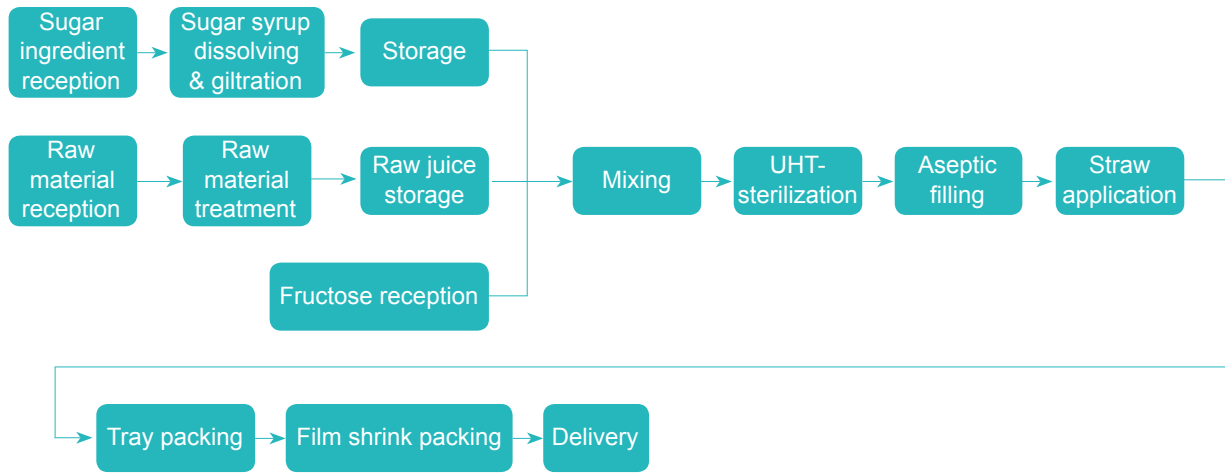 Sugar
ingredient
reception
Sugar syrup
dissolving
& giltration
Storage
Raw
material
reception
Raw
material
treatment
Raw juice
storage
Fructose reception
Mixing
UHT-
sterilization
Aseptic
filling
Straw
application
Tray packing
Film shrink packing
Delivery